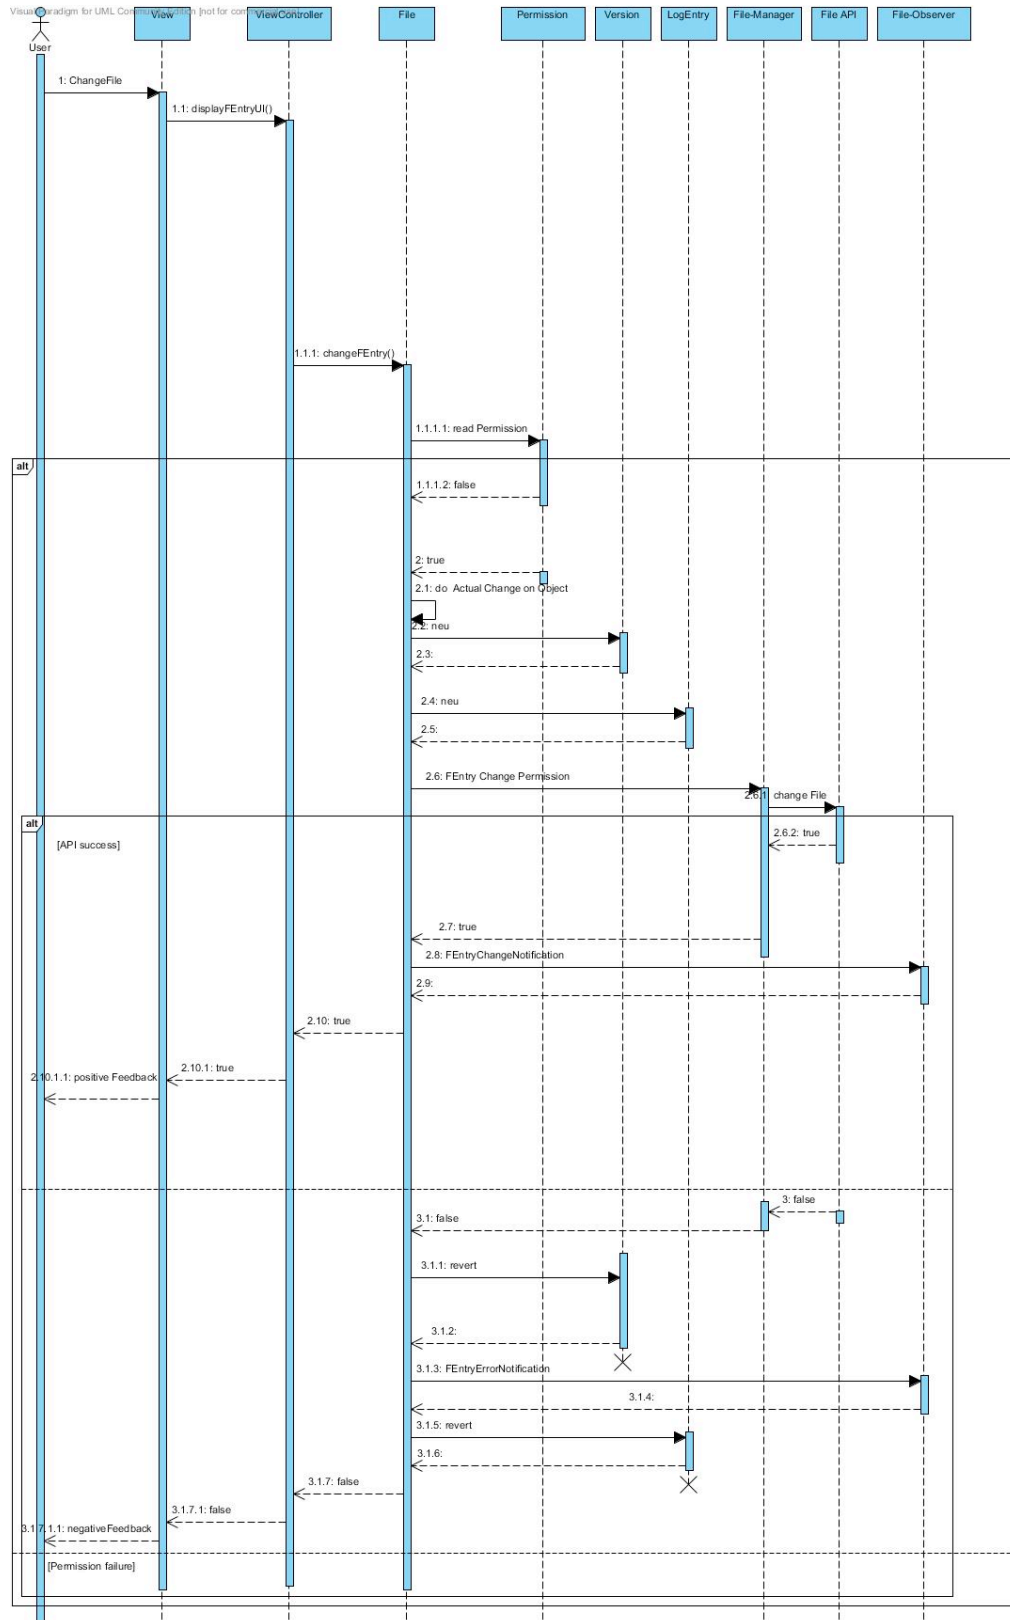 Visual Paradigm for UML Community Edition [not for commercial use]
View
ViewController
File
Permission
Version
LogEntry
File-Manager
File API
File-Observer
User
1: ChangeFile
1.1: displayFEntryUI()
1.1.1: changeFEntry()
1.1.1.1: read Permission
alt
1.1.1.2: false
2: true
2.1: do Actual Change on Object
2.2: neu
2.3:
2.4: neu
2.5:
2.6: FEntry Change Permission
2.6.1 change File
alt
2.6.2: true
[API success]
2.7: true
2.8: FEntryChangeNotification
2.9:
2.10: true
2.10.1: true
2.10.1.1: positive Feedback
3: false
3.1: false
3.1.1: revert
3.1.2:
3.1.3: FEntryErrorNotification
3.1.4:
3.1.5: revert
3.1.6:
3.1.7: false
3.1.7.1: false
3.1.7.1.1: negativeFeedback
[Permission failure]